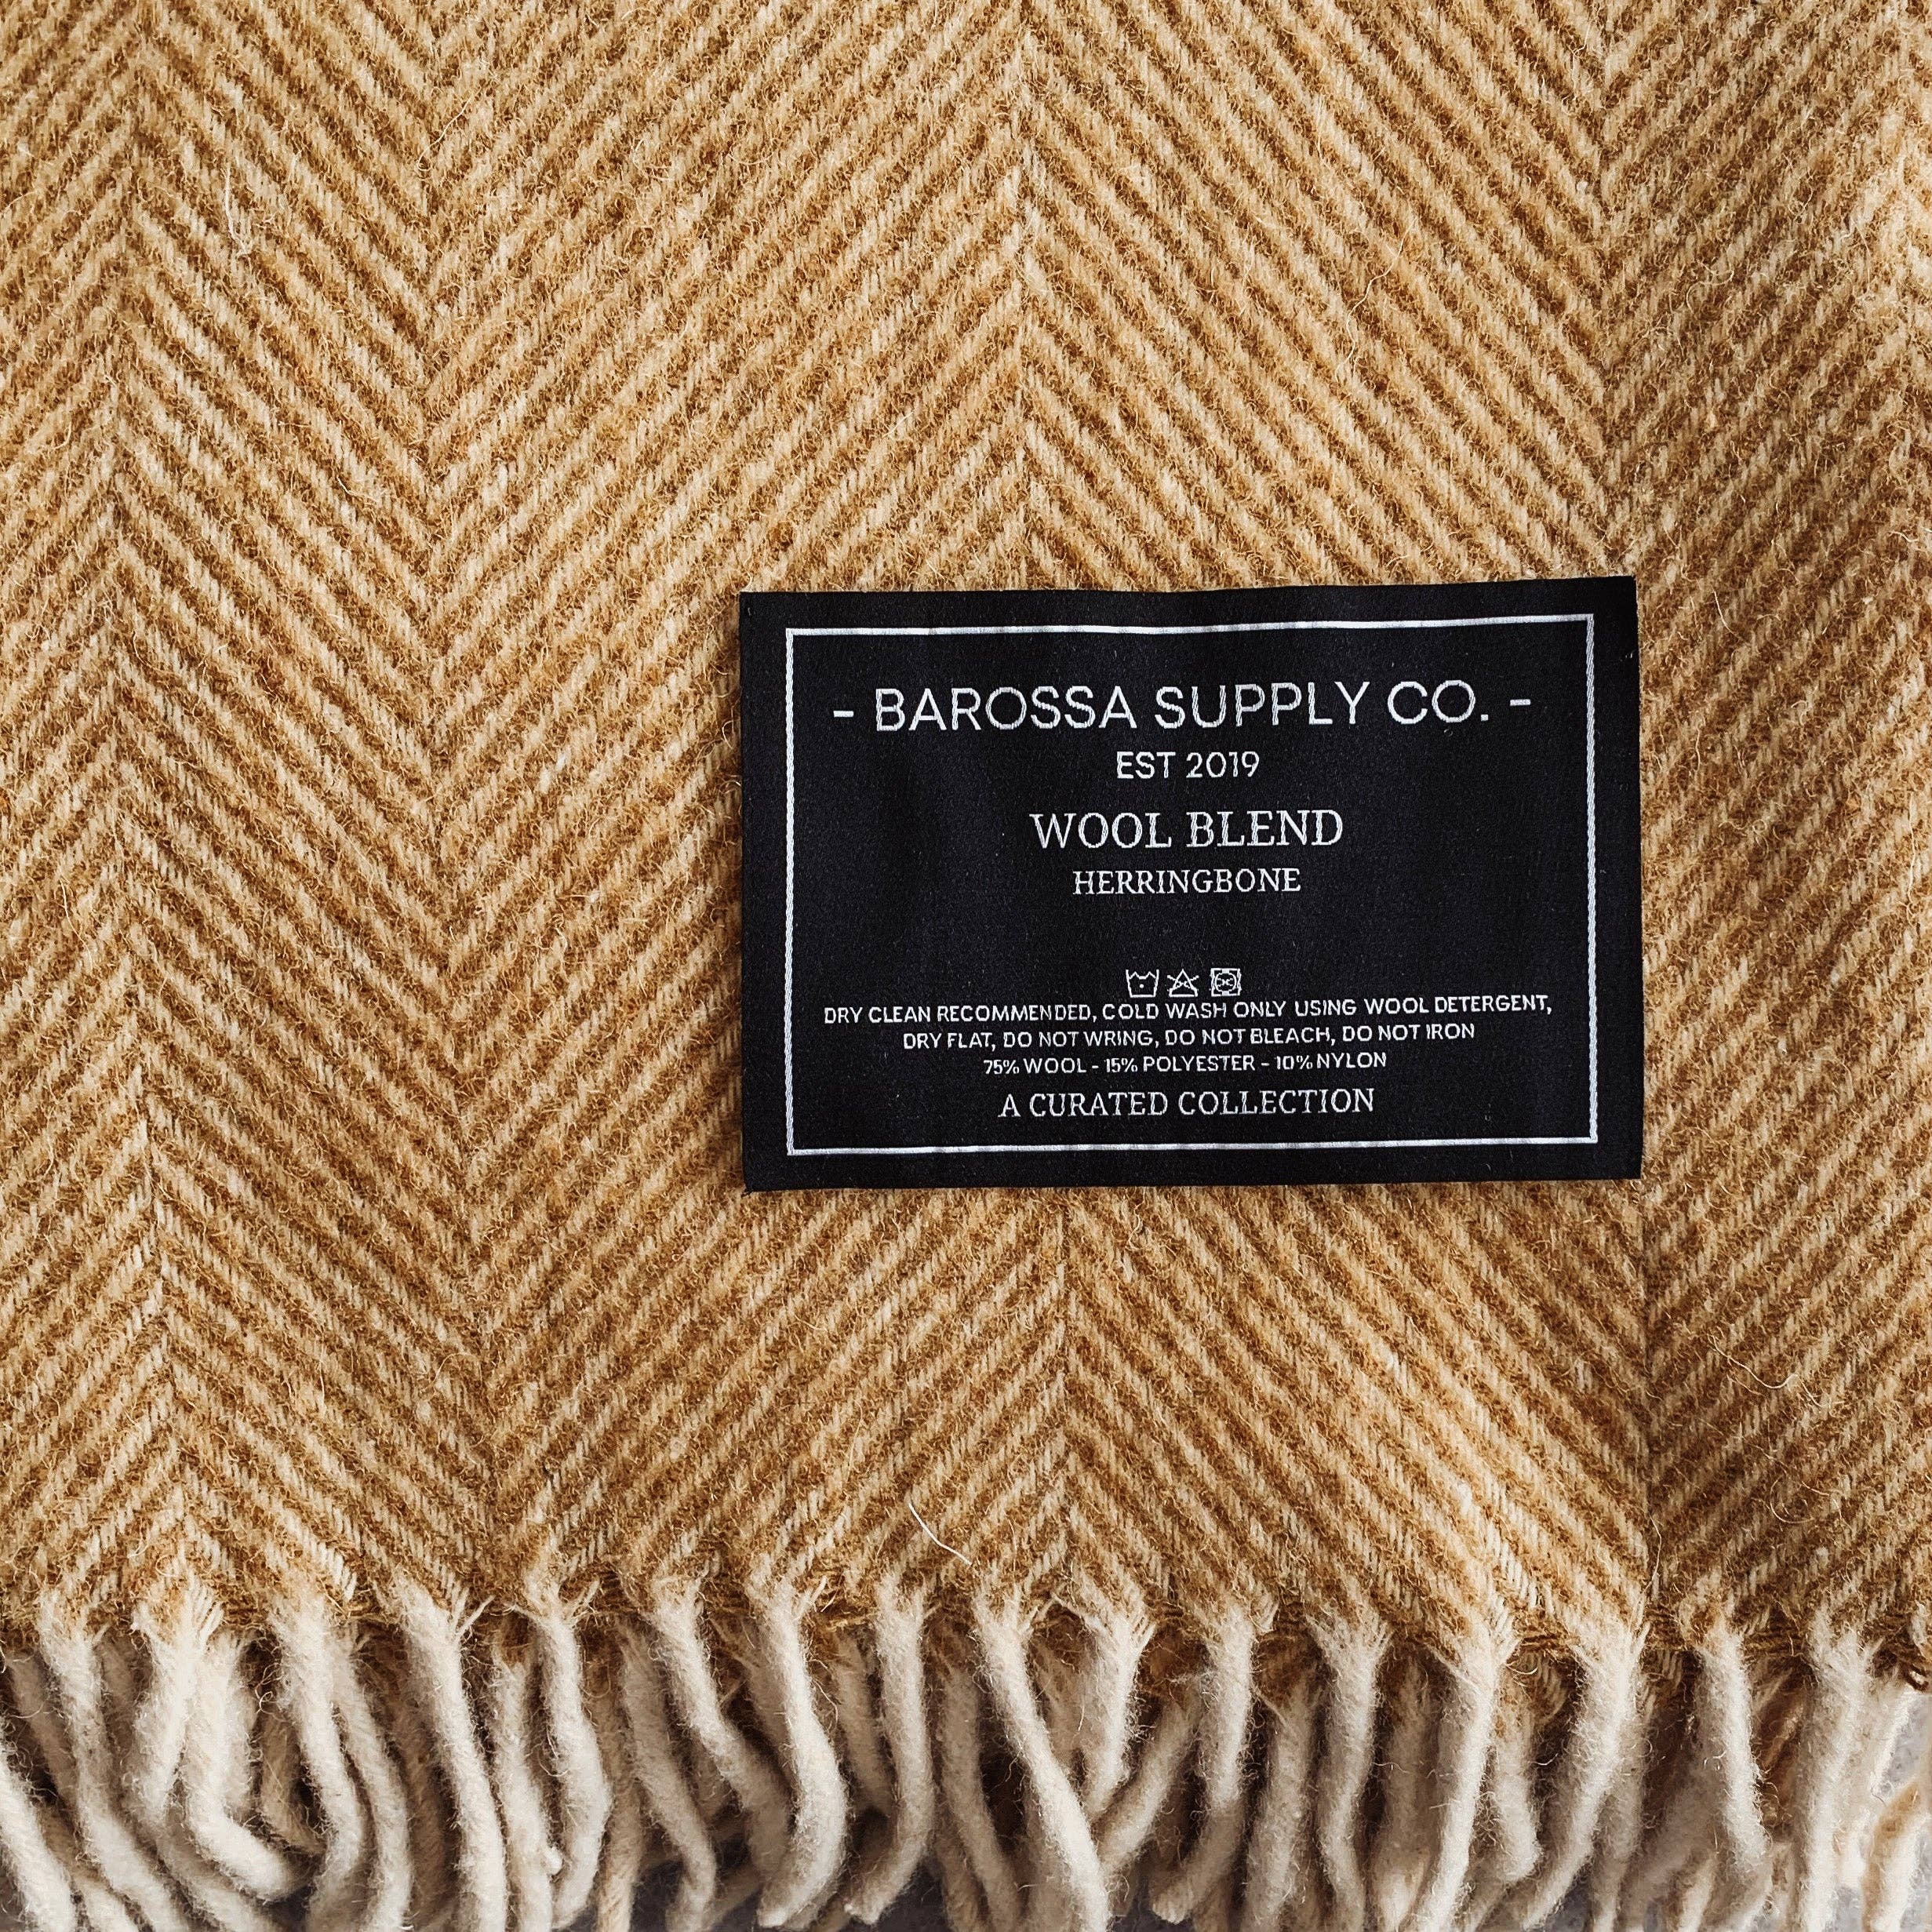 - BAROSSA SUPPLY CO. -
EST 2019
WOOL BLEND
HERRINGBONE
DRY CLEAN RECOMMENDED, COLD WASH ONLY USING WOOL DETERGENT,
DRY FLAT, DO NOT WRING, DO NOT BLEACH, DO NOT IRON
75% WOOL - 15% POLYESTER - 10% NYLON
A CURATED COLLECTION